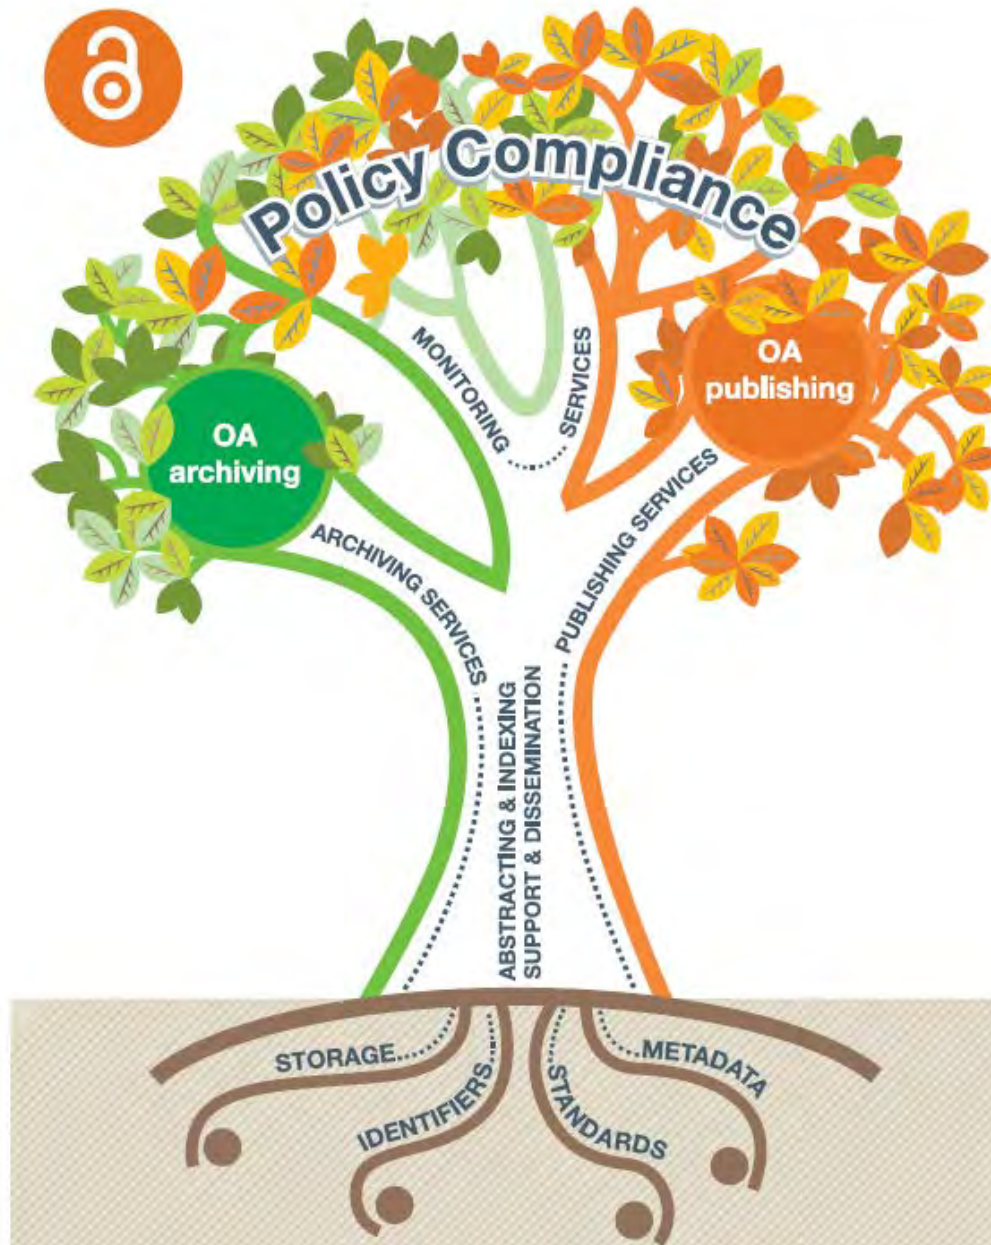 Policy Compliance
MONITORING
SERVICES
OA
publishing
OA
archiving
ARCHIVING SERVICES
PUBLISHING SERVICES
ABSTRACTING & INDEXING
SUPPORT & DISSEMINATION
STORAGE
IDENTIFIERS
STANDARDS
METADATA